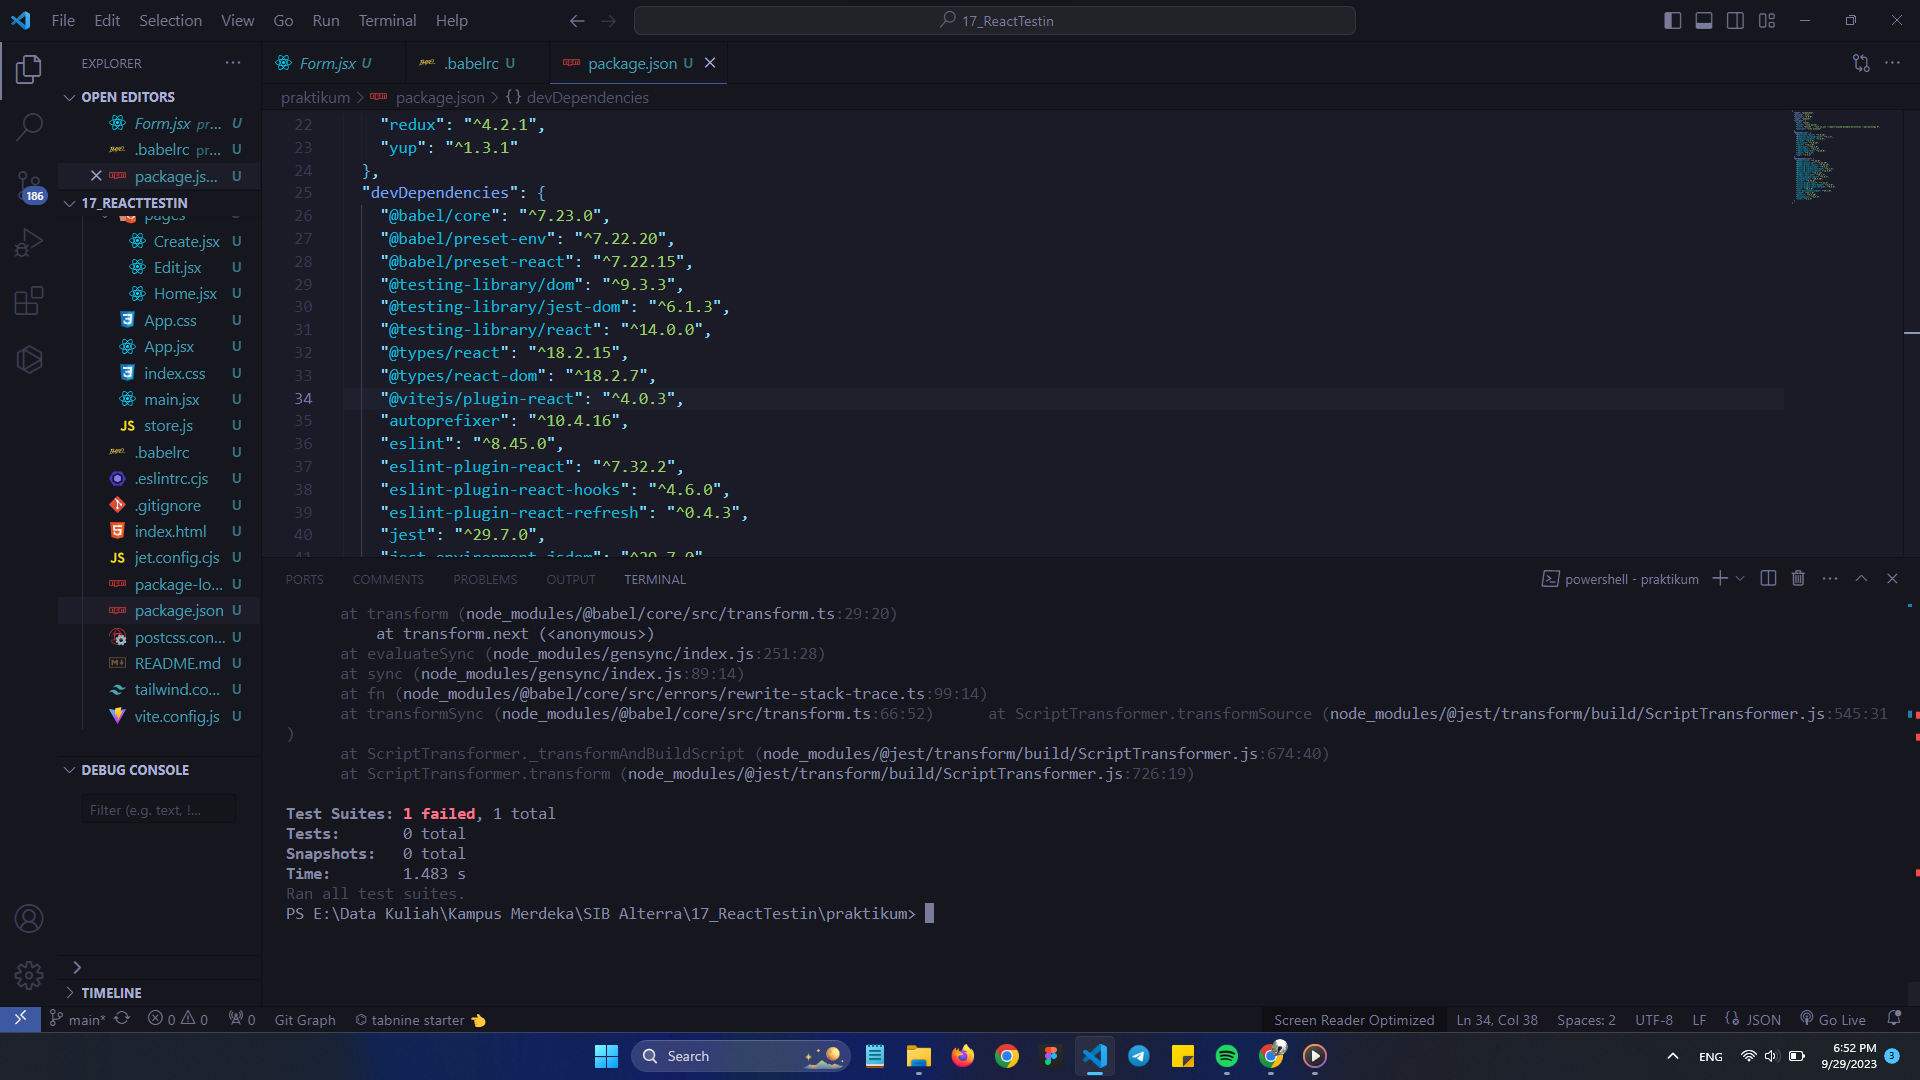 File Edit Selection View Go Run Terminal Help
17_ReactTestin
EXPLORER
OPEN EDITORS
Form.jsx pr... U
.babelrc pr... U
package.js... U
186
17_REACTTESTIN
pages
Create.jsx U
Edit.jsx U
Home.jsx U
App.css U
App.jsx U
index.css U
main.jsx U
JS store.js U
.babelrc U
.eslintrc.cjs U
.gitignore U
index.html U
JS jet.config.cjs U
package-lo... U
package.json U
postcss.con... U
README.md U
tailwind.co... U
vite.config.js U
DEBUG CONSOLE
Filter (e.g. text, !...
TIMELINE
Form.jsx U .babelrc U package.json U
praktikum > package.json > {} devDependencies
22 "redux": "^4.2.1",
23 "yup": "^1.3.1"
24 },
25 "devDependencies": {
26 "@babel/core": "^7.23.0",
27 "@babel/preset-env": "^7.22.20",
28 "@babel/preset-react": "^7.22.15",
29 "@testing-library/dom": "^9.3.3",
30 "@testing-library/jest-dom": "^6.1.3",
31 "@testing-library/react": "^14.0.0",
32 "@types/react": "^18.2.15",
33 "@types/react-dom": "^18.2.7",
34 "@vitejs/plugin-react": "^4.0.3",
35 "autoprefixer": "^10.4.16",
36 "eslint": "^8.45.0",
37 "eslint-plugin-react": "^7.32.2",
38 "eslint-plugin-react-hooks": "^4.6.0",
39 "eslint-plugin-react-refresh": "^0.4.3",
40 "jest": "^29.7.0",
41 "jest-environment-jsdom": "^29.7.0"
PORTS COMMENTS PROBLEMS OUTPUT TERMINAL
powershell - praktikum
at transform (node_modules/@babel/core/src/transform.ts:29:20)
at transform.next (<anonymous>)
at evaluateSync (node_modules/gensync/index.js:251:28)
at sync (node_modules/gensync/index.js:89:14)
at fn (node_modules/@babel/core/src/errors/rewrite-stack-trace.ts:99:14)
at transformSync (node_modules/@babel/core/src/transform.ts:66:52) at ScriptTransformer.transformSource (node_modules/@jest/transform/build/ScriptTransformer.js:545:31
)
at ScriptTransformer._transformAndBuildScript (node_modules/@jest/transform/build/ScriptTransformer.js:674:40)
at ScriptTransformer.transform (node_modules/@jest/transform/build/ScriptTransformer.js:726:19)
Test Suites: 1 failed, 1 total
Tests: 0 total
Snapshots: 0 total
Time: 1.483 s
Ran all test suites.
PS E:\Data Kuliah\Kampus Merdeka\SIB Alterra\17_ReactTestin\praktikum>
main* 0 0 0 Git Graph tabnine starter Screen Reader Optimized Ln 34, Col 38 Spaces: 2 UTF-8 LF {} JSON Go Live
Search
ENG
6:52 PM
9/29/2023
3